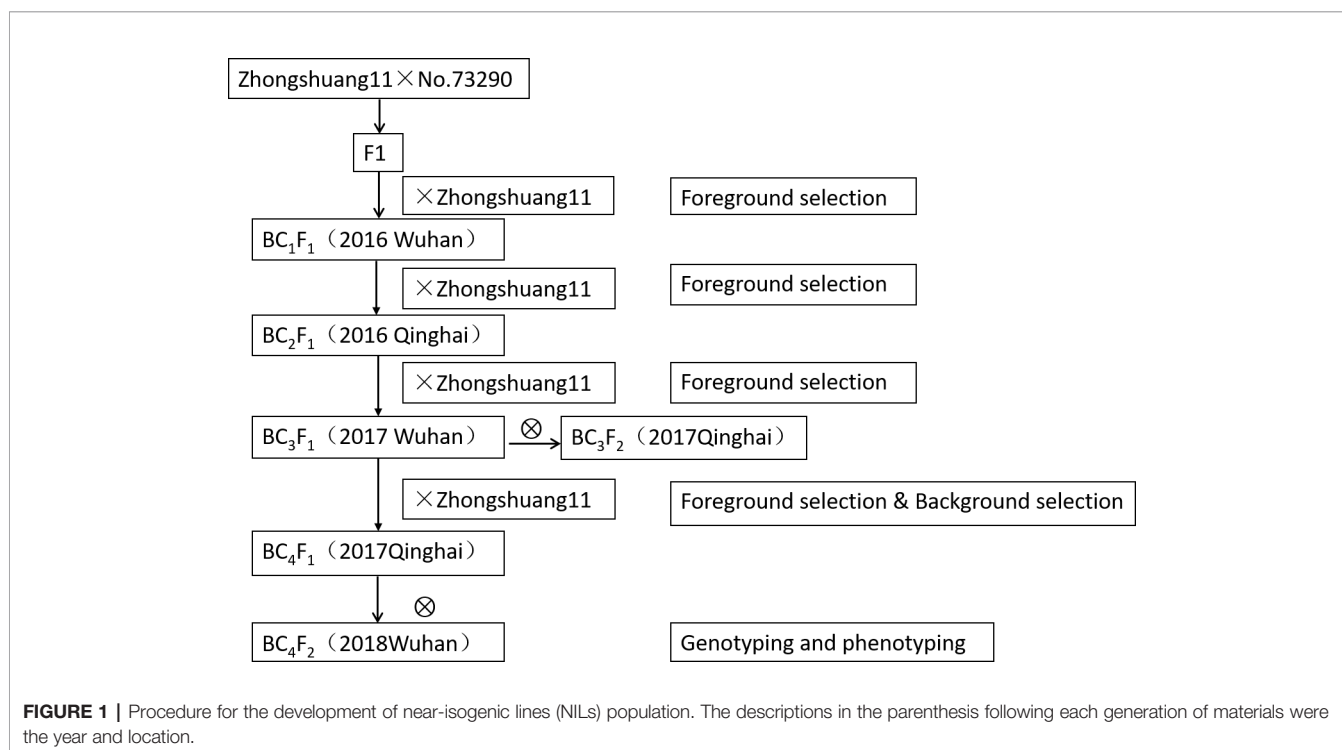 Zhongshuang11×No.73290
F1
×Zhongshuang11
Foreground selection
BC₁F₁（2016 Wuhan）
×Zhongshuang11
Foreground selection
BC₂F₁（2016 Qinghai）
×Zhongshuang11
Foreground selection
BC₃F₁（2017 Wuhan）
⊗
BC₃F₂（2017Qinghai）
×Zhongshuang11
Foreground selection & Background selection
BC₄F₁（2017Qinghai）
⊗
BC₄F₂（2018Wuhan）
Genotyping and phenotyping
FIGURE 1 | Procedure for the development of near-isogenic lines (NILs) population. The descriptions in the parenthesis following each generation of materials were
the year and location.